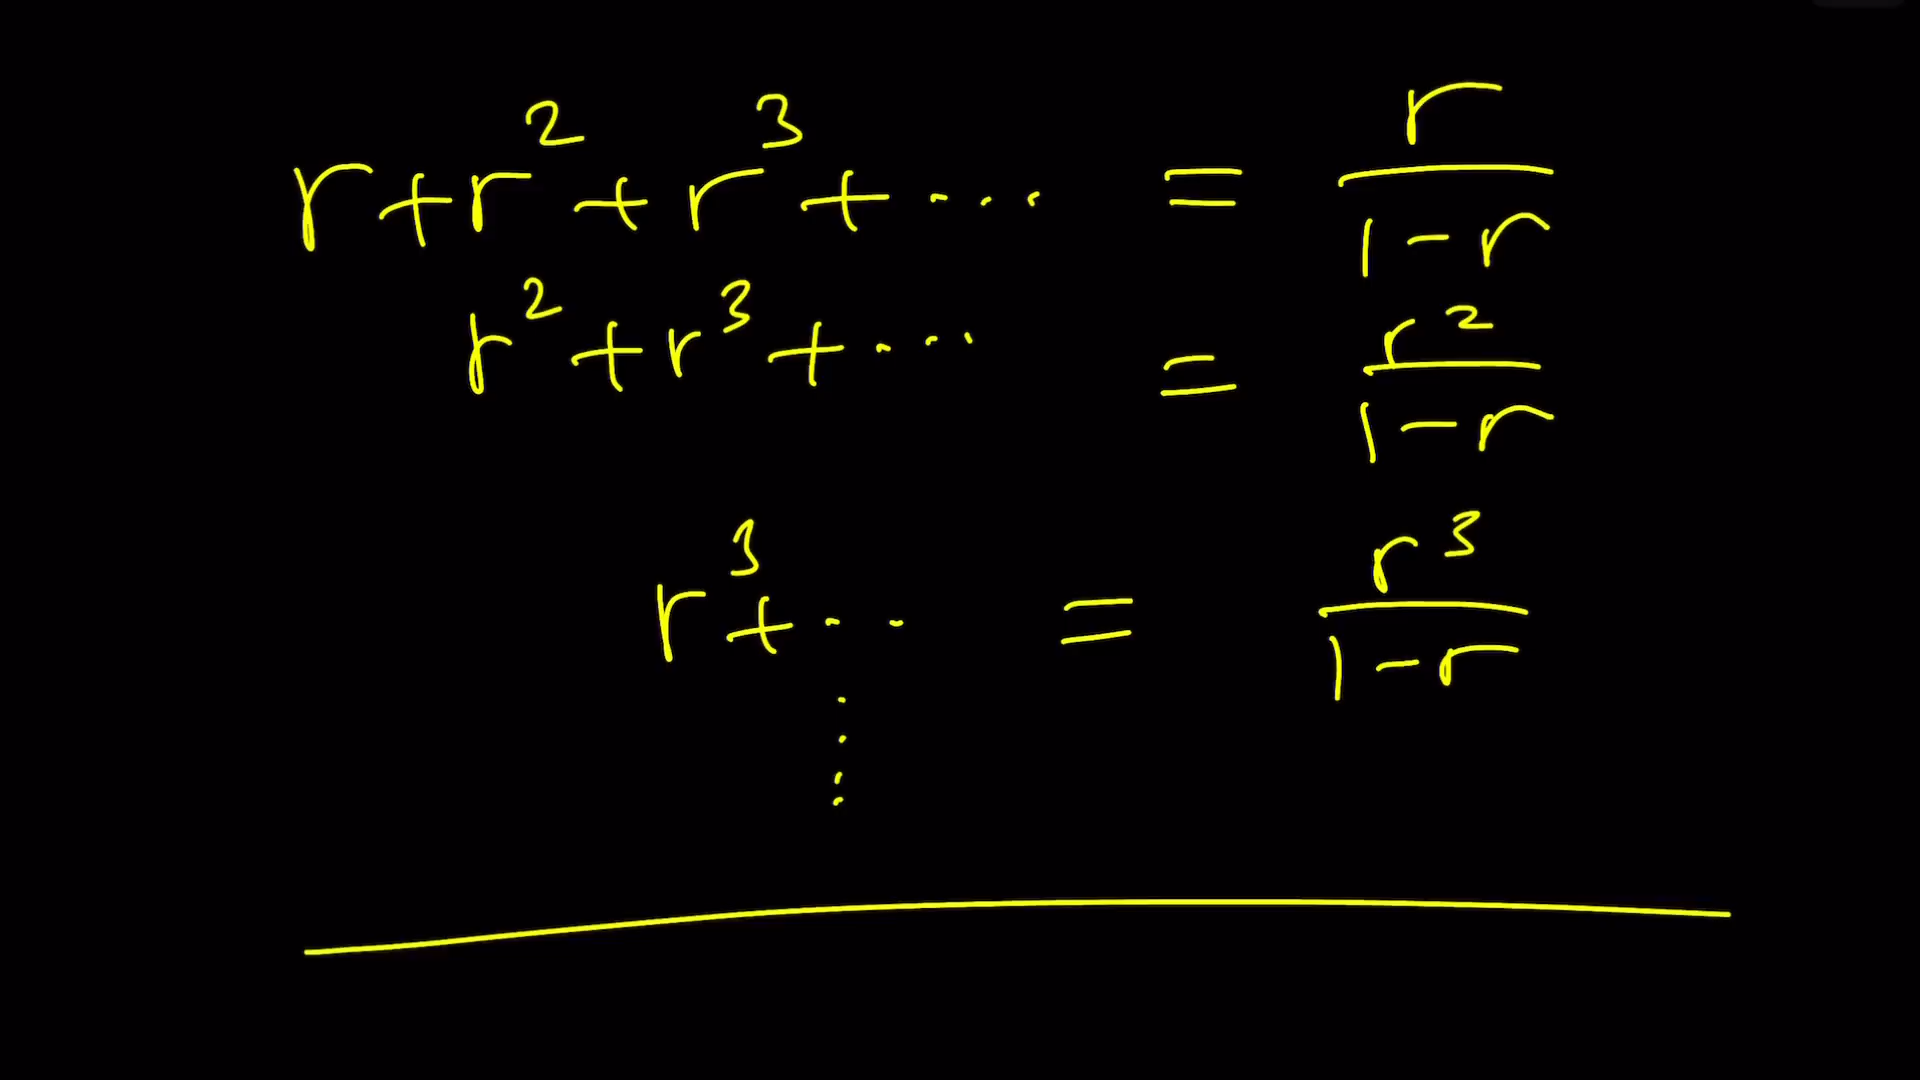 r + r² + r³ + ... = r/(1-r)
r² + r³ + ... = r²/(1-r)
r³ + .. = r³/(1-r)
⋮